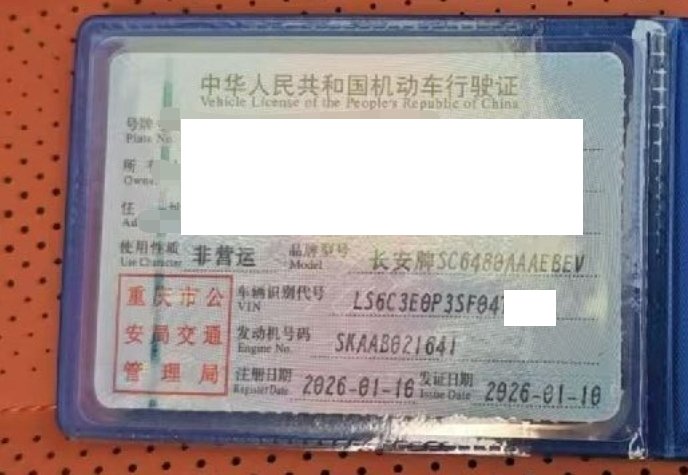 中华人民共和国机动车行驶证
Vehicle License of the People's Republic of China
号牌
Plate No.
所
Owner
住 址
Ad
使用性质 非营运 品牌型号 长安牌SC6480AAAEBEV
Use Character Model
重庆市公
安局交通
管理局
车辆识别代号 LS6C3E0P3SF04
VIN
发动机号码 SKAAB021641
Engine No.
注册日期 2026-01-10 发证日期 2026-01-10
Register Date Issue Date